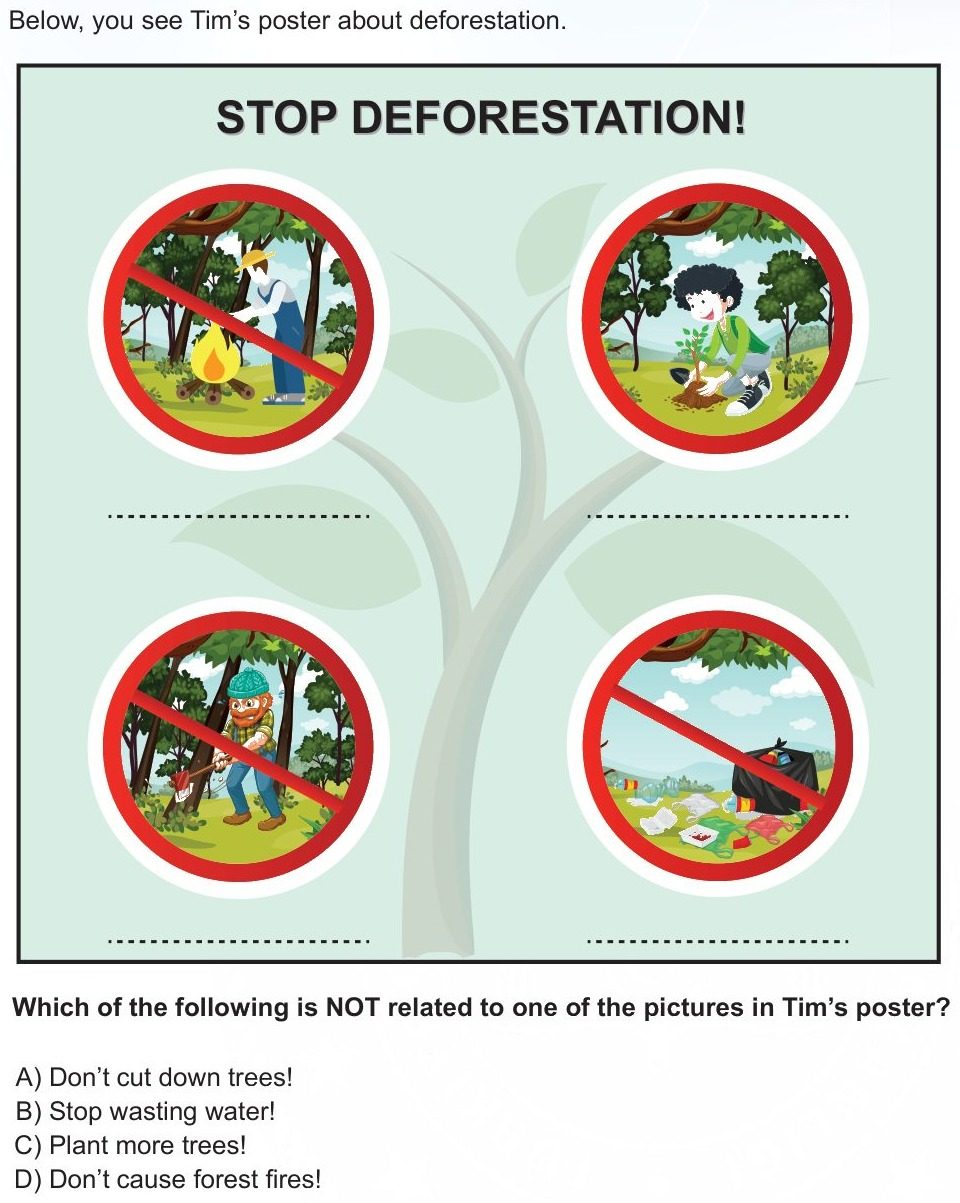 Below, you see Tim’s poster about deforestation.
STOP DEFORESTATION!
Which of the following is NOT related to one of the pictures in Tim’s poster?
A) Don’t cut down trees!
B) Stop wasting water!
C) Plant more trees!
D) Don’t cause forest fires!